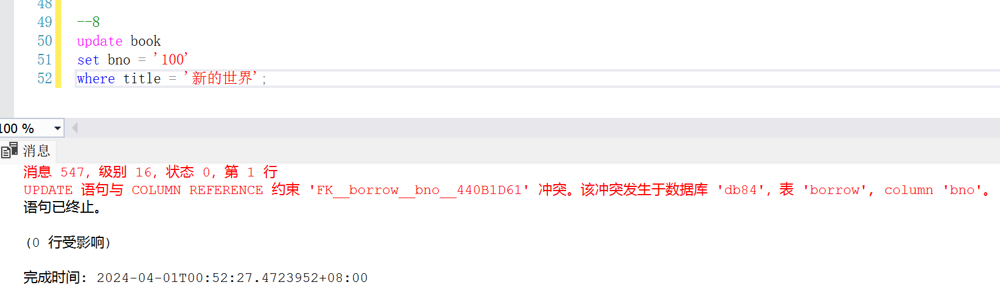 48
49 --8
50 update book
51 set bno = '100'
52 where title = '新的世界';
100 %
消息
消息 547，级别 16，状态 0，第 1 行
UPDATE 语句与 COLUMN REFERENCE 约束 'FK__borrow__bno__440B1D61' 冲突。该冲突发生于数据库 'db84'，表 'borrow', column 'bno'。
语句已终止。
(0 行受影响)
完成时间: 2024-04-01T00:52:27.4723952+08:00